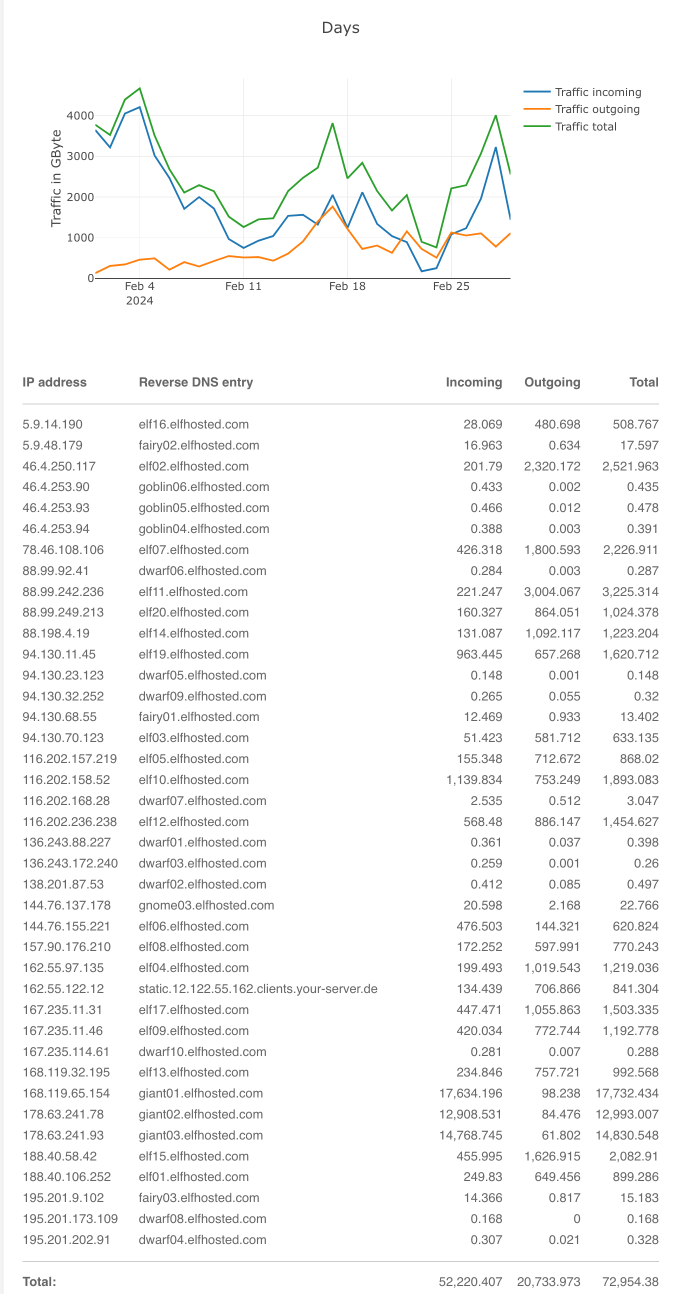 Days
Traffic in GByte
4000
3000
2000
1000
0
Feb 4
2024
Feb 11
Feb 18
Feb 25
Traffic incoming
Traffic outgoing
Traffic total
IP address Reverse DNS entry Incoming Outgoing Total
5.9.14.190 elf16.elfhosted.com 28.069 480.698 508.767
5.9.48.179 fairy02.elfhosted.com 16.963 0.634 17.597
46.4.250.117 elf02.elfhosted.com 201.79 2,320.172 2,521.963
46.4.253.90 goblin06.elfhosted.com 0.433 0.002 0.435
46.4.253.93 goblin05.elfhosted.com 0.466 0.012 0.478
46.4.253.94 goblin04.elfhosted.com 0.388 0.003 0.391
78.46.108.106 elf07.elfhosted.com 426.318 1,800.593 2,226.911
88.99.92.41 dwarf06.elfhosted.com 0.284 0.003 0.287
88.99.242.236 elf11.elfhosted.com 221.247 3,004.067 3,225.314
88.99.249.213 elf20.elfhosted.com 160.327 864.051 1,024.378
88.198.4.19 elf14.elfhosted.com 131.087 1,092.117 1,223.204
94.130.11.45 elf19.elfhosted.com 963.445 657.268 1,620.712
94.130.23.123 dwarf05.elfhosted.com 0.148 0.001 0.148
94.130.32.252 dwarf09.elfhosted.com 0.265 0.055 0.32
94.130.68.55 fairy01.elfhosted.com 12.469 0.933 13.402
94.130.70.123 elf03.elfhosted.com 51.423 581.712 633.135
116.202.157.219 elf05.elfhosted.com 155.348 712.672 868.02
116.202.158.52 elf10.elfhosted.com 1,139.834 753.249 1,893.083
116.202.168.28 dwarf07.elfhosted.com 2.535 0.512 3.047
116.202.236.238 elf12.elfhosted.com 568.48 886.147 1,454.627
136.243.88.227 dwarf01.elfhosted.com 0.361 0.037 0.398
136.243.172.240 dwarf03.elfhosted.com 0.259 0.001 0.26
138.201.87.53 dwarf02.elfhosted.com 0.412 0.085 0.497
144.76.137.178 gnome03.elfhosted.com 20.598 2.168 22.766
144.76.155.221 elf06.elfhosted.com 476.503 144.321 620.824
157.90.176.210 elf08.elfhosted.com 172.252 597.991 770.243
162.55.97.135 elf04.elfhosted.com 199.493 1,019.543 1,219.036
162.55.122.12 static.12.122.55.162.clients.your-server.de 134.439 706.866 841.304
167.235.11.31 elf17.elfhosted.com 447.471 1,055.863 1,503.335
167.235.11.46 elf09.elfhosted.com 420.034 772.744 1,192.778
167.235.114.61 dwarf10.elfhosted.com 0.281 0.007 0.288
168.119.32.195 elf13.elfhosted.com 234.846 757.721 992.568
168.119.65.154 giant01.elfhosted.com 17,634.196 98.238 17,732.434
178.63.241.78 giant02.elfhosted.com 12,908.531 84.476 12,993.007
178.63.241.93 giant03.elfhosted.com 14,768.745 61.802 14,830.548
188.40.58.42 elf15.elfhosted.com 455.995 1,626.915 2,082.91
188.40.106.252 elf01.elfhosted.com 249.83 649.456 899.286
195.201.9.102 fairy03.elfhosted.com 14.366 0.817 15.183
195.201.173.109 dwarf08.elfhosted.com 0.168 0 0.168
195.201.202.91 dwarf04.elfhosted.com 0.307 0.021 0.328
Total: 52,220.407 20,733.973 72,954.38